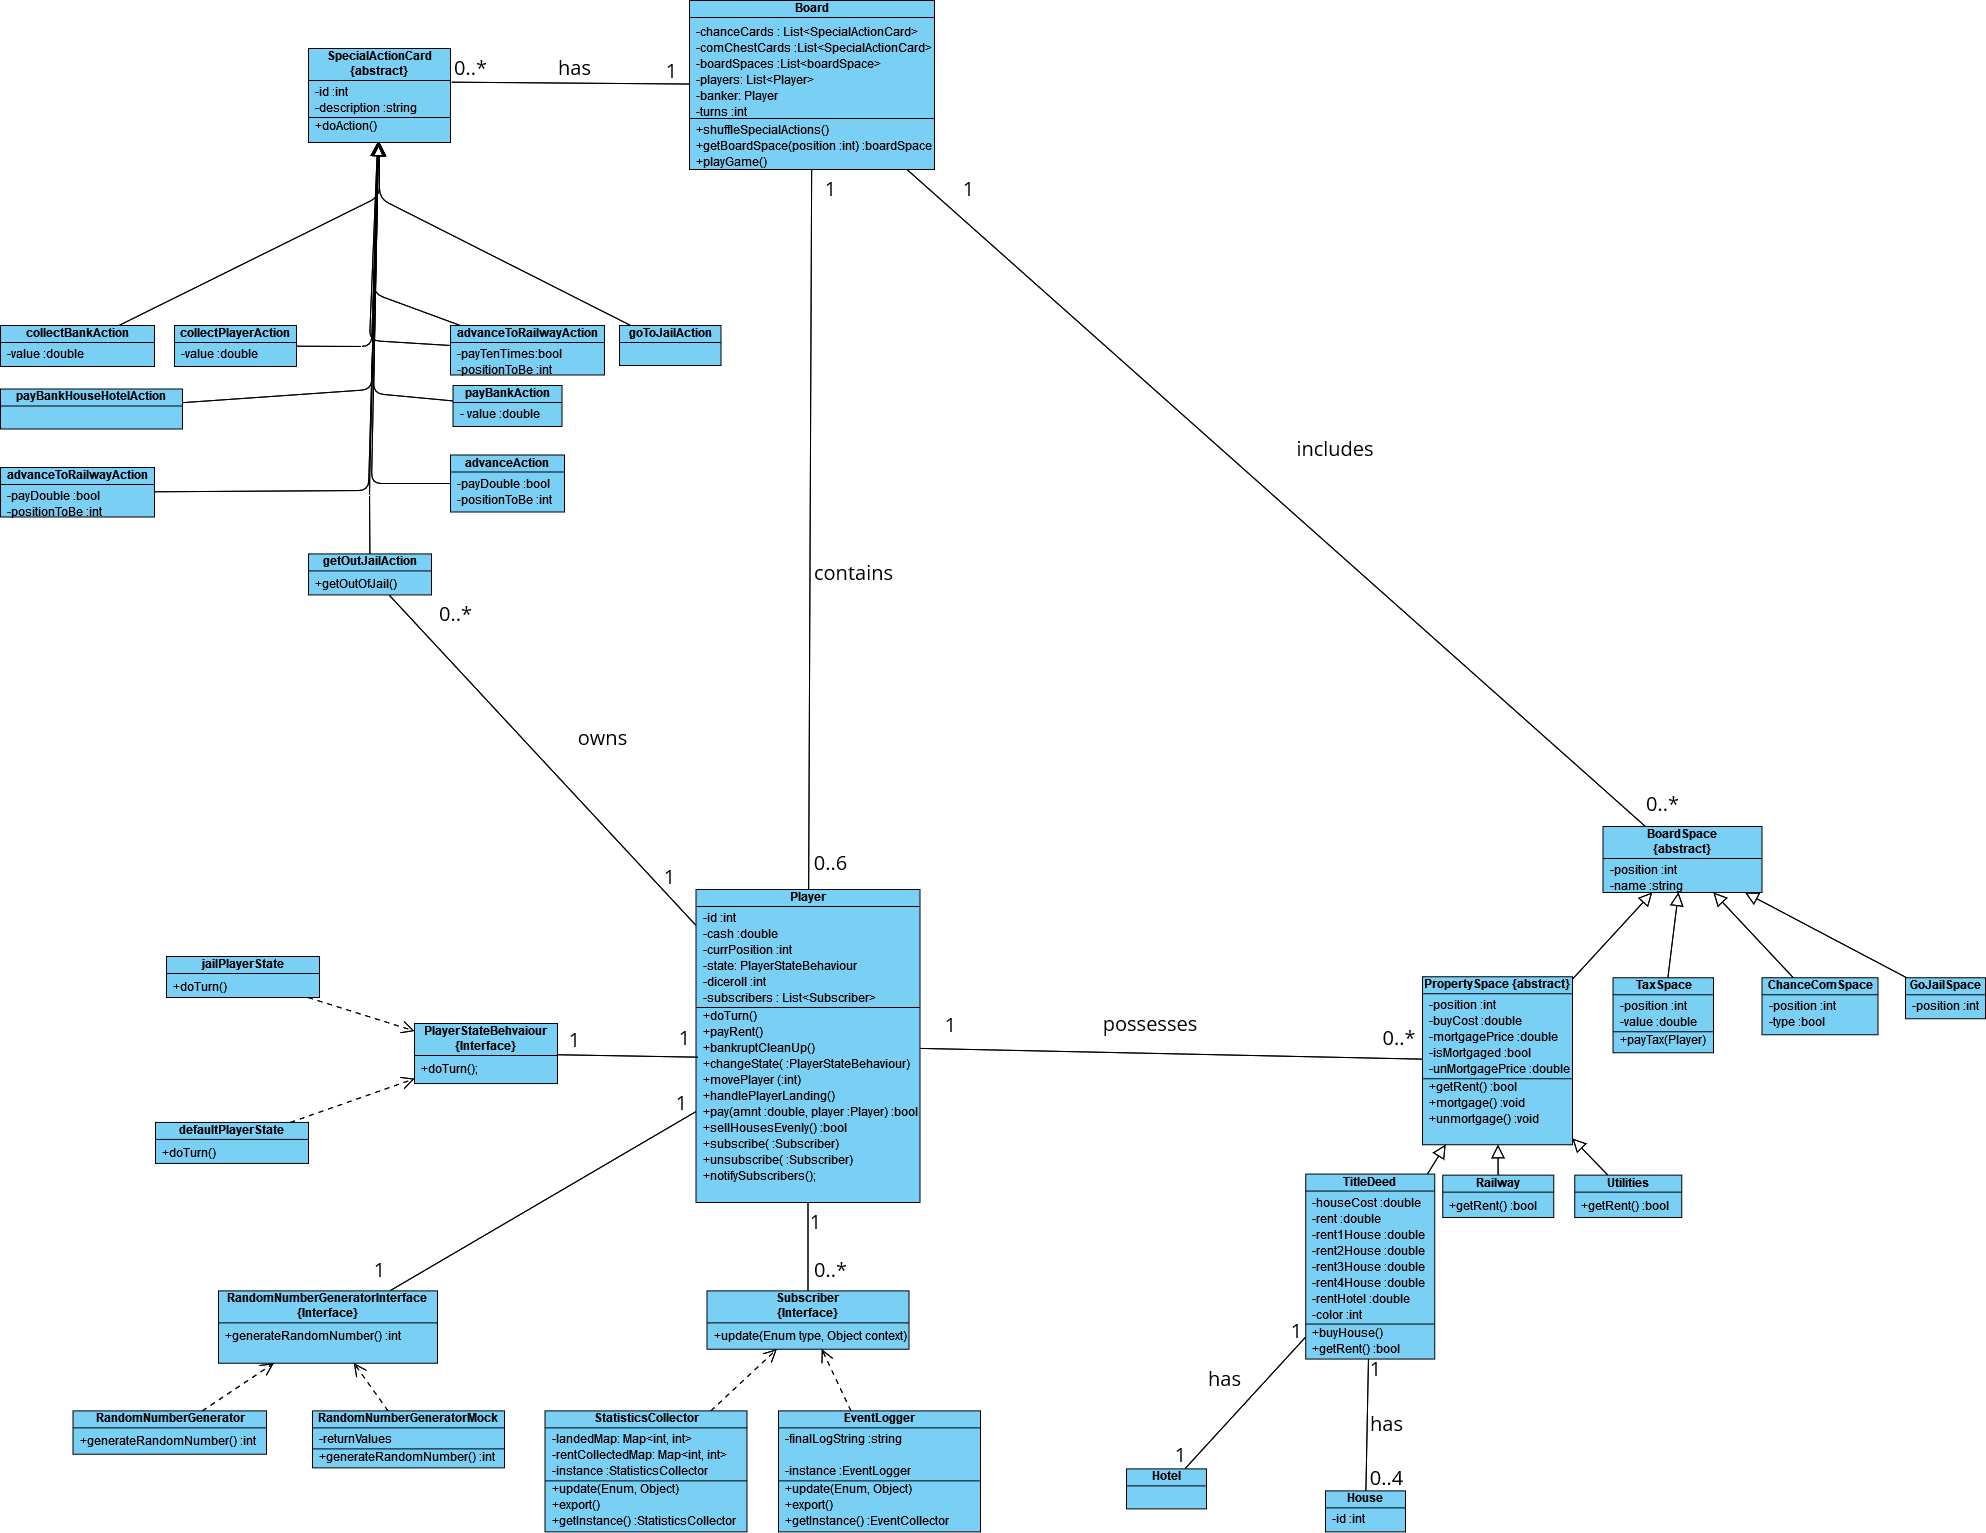 Board
-chanceCards : List<SpecialActionCard>
-comChestCards :List<SpecialActionCard>
-boardSpaces :List<boardSpace>
-players: List<Player>
-banker: Player
-turns :int
+shuffleSpecialActions()
+getBoardSpace(position :int) :boardSpace
+playGame()
SpecialActionCard
{abstract}
-id :int
-description :string
+doAction()
0..*
has
1
1
1
collectBankAction
-value :double
collectPlayerAction
-value :double
advanceToRailwayAction
-payTenTimes:bool
-positionToBe :int
goToJailAction
payBankHouseHotelAction
payBankAction
- value :double
advanceToRailwayAction
-payDouble :bool
-positionToBe :int
advanceAction
-payDouble :bool
-positionToBe :int
getOutJailAction
+getOutOfJail()
0..*
includes
contains
owns
1
0..6
0..*
BoardSpace
{abstract}
-position :int
-name :string
Player
-id :int
-cash :double
-currPosition :int
-state: PlayerStateBehaviour
-diceroll :int
-subscribers : List<Subscriber>
+doTurn()
+payRent()
+bankruptCleanUp()
+changeState( :PlayerStateBehaviour)
+movePlayer (:int)
+handlePlayerLanding()
+pay(amnt :double, player :Player) :bool
+sellHousesEvenly() :bool
+subscribe( :Subscriber)
+unsubscribe( :Subscriber)
+notifySubscribers();
jailPlayerState
+doTurn()
PlayerStateBehvaiour
{Interface}
+doTurn();
1
1
defaultPlayerState
+doTurn()
1
possesses
0..*
PropertySpace {abstract}
-position :int
-buyCost :double
-mortgagePrice :double
-isMortgaged :bool
-unMortgagePrice :double
+getRent() :bool
+mortgage() :void
+unmortgage() :void
TaxSpace
-position :int
-value :double
+payTax(Player)
ChanceComSpace
-position :int
-type :bool
GoJailSpace
-position :int
1
1
RandomNumberGeneratorInterface
{Interface}
+generateRandomNumber() :int
1
0..*
Subscriber
{Interface}
+update(Enum type, Object context)
TitleDeed
-houseCost :double
-rent :double
-rent1House :double
-rent2House :double
-rent3House :double
-rent4House :double
-rentHotel :double
-color :int
+buyHouse()
+getRent() :bool
Railway
+getRent() :bool
Utilities
+getRent() :bool
RandomNumberGenerator
+generateRandomNumber() :int
RandomNumberGeneratorMock
-returnValues
+generateRandomNumber() :int
StatisticsCollector
-landedMap: Map<int, int>
-rentCollectedMap: Map<int, int>
-instance :StatisticsCollector
+update(Enum, Object)
+export()
+getInstance() :StatisticsCollector
EventLogger
-finalLogString :string
-instance :EventLogger
+update(Enum, Object)
+export()
+getInstance() :EventCollector
1
has
1
Hotel
1
has
0..4
House
-id :int